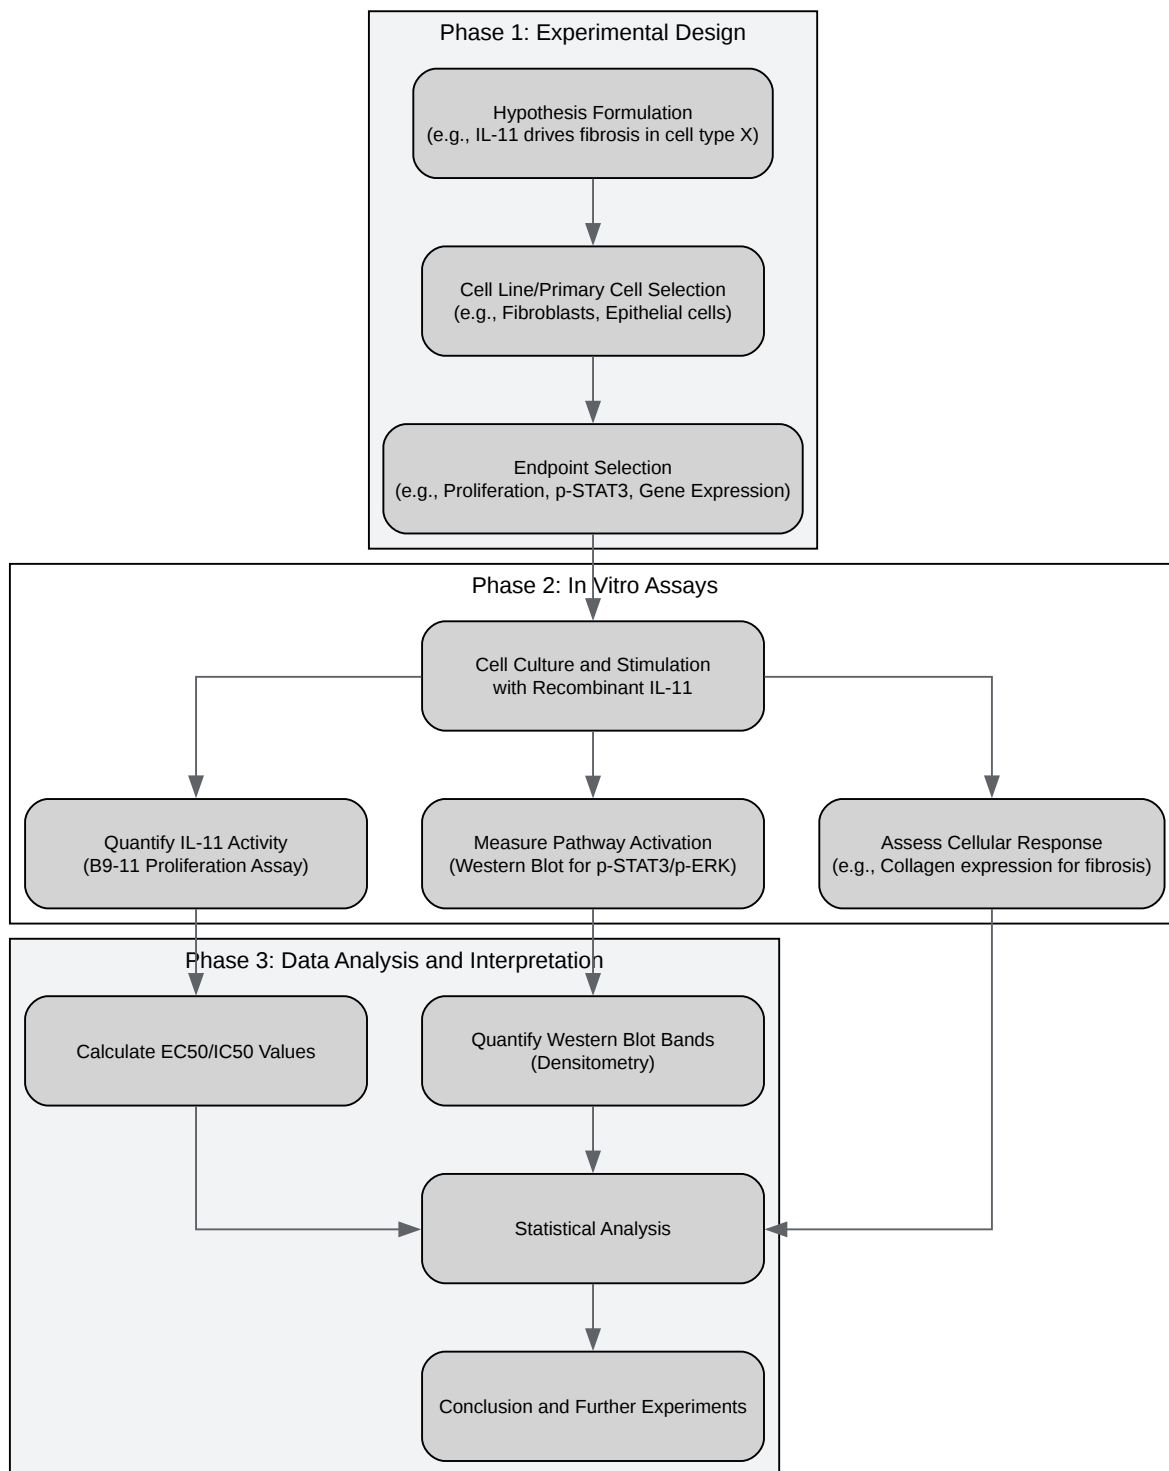 Phase 1: Experimental Design
Hypothesis Formulation
(e.g., IL-11 drives fibrosis in cell type X)
Cell Line/Primary Cell Selection
(e.g., Fibroblasts, Epithelial cells)
Endpoint Selection
(e.g., Proliferation, p-STAT3, Gene Expression)
Phase 2: In Vitro Assays
Cell Culture and Stimulation
with Recombinant IL-11
Quantify IL-11 Activity
(B9-11 Proliferation Assay)
Measure Pathway Activation
(Western Blot for p-STAT3/p-ERK)
Assess Cellular Response
(e.g., Collagen expression for fibrosis)
Phase 3: Data Analysis and Interpretation
Calculate EC50/IC50 Values
Quantify Western Blot Bands
(Densitometry)
Statistical Analysis
Conclusion and Further Experiments